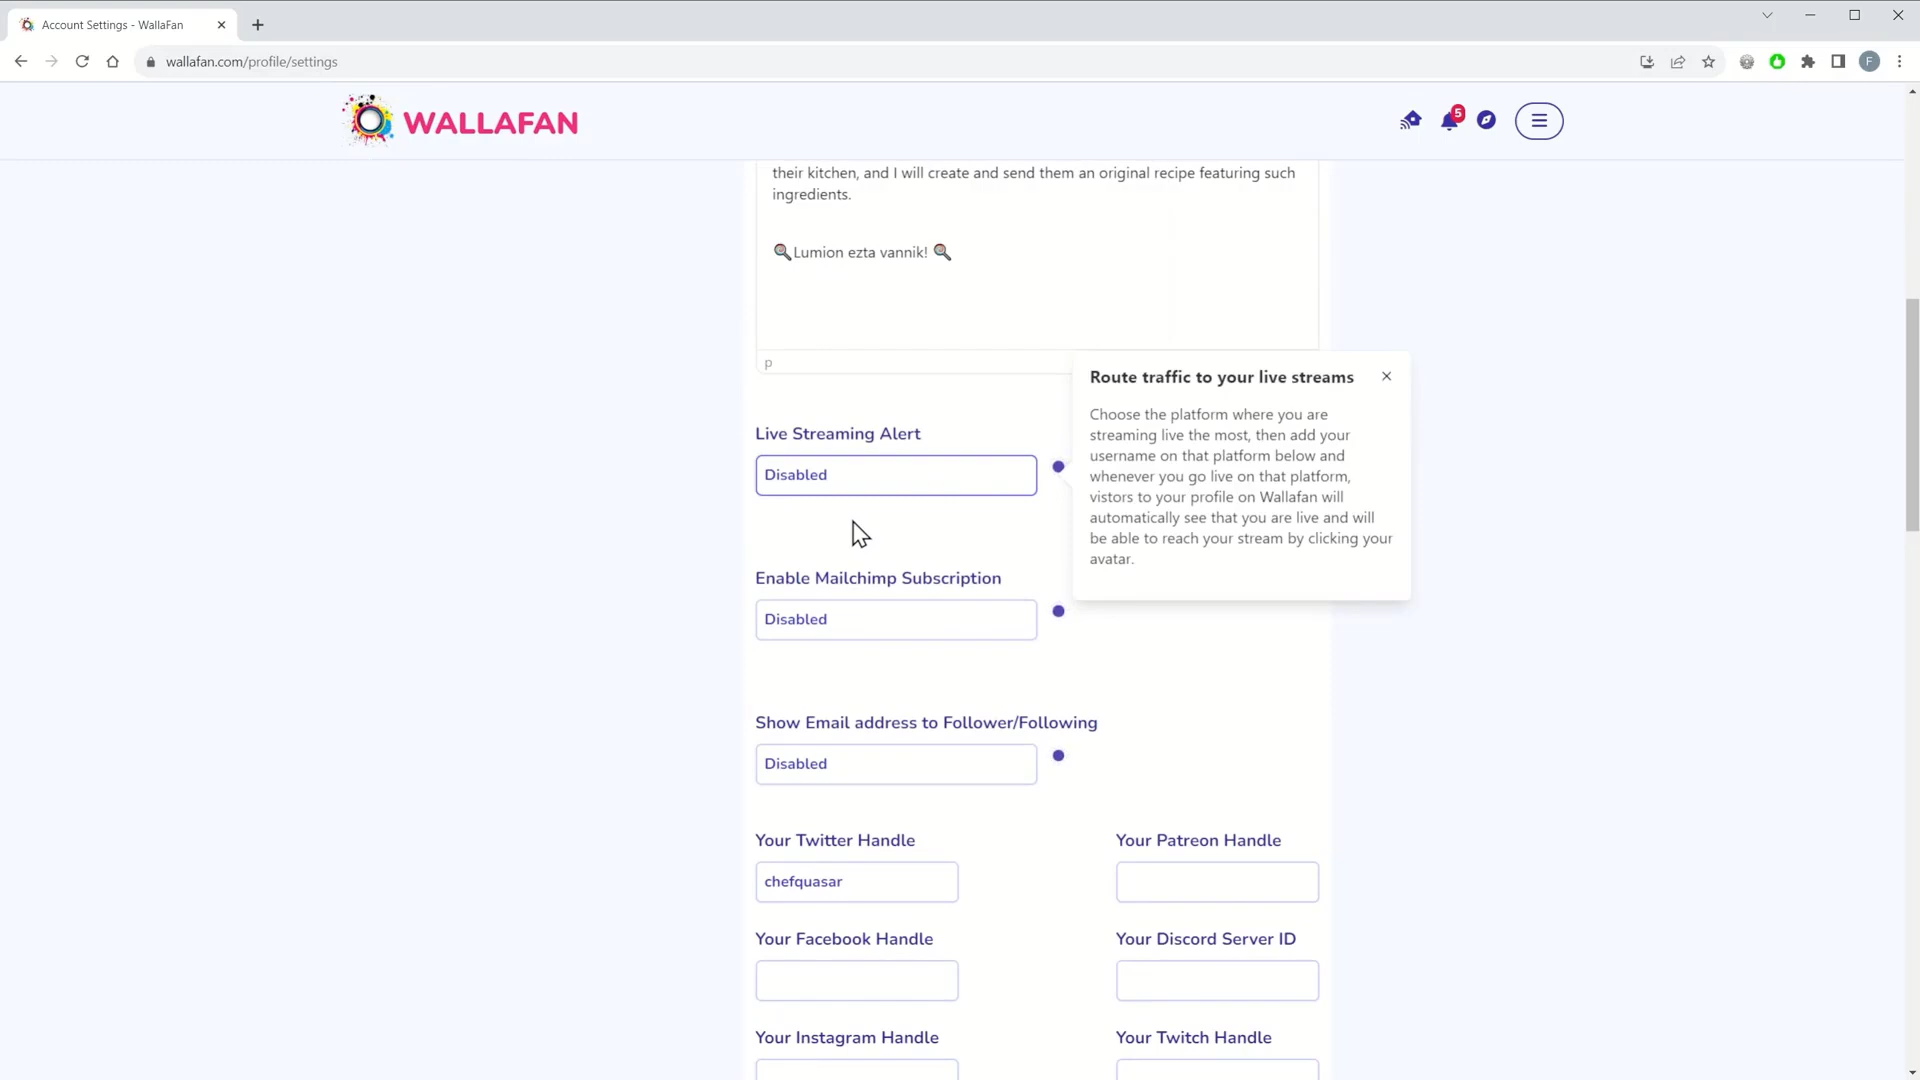 Account Settings - WallaFan
wallafan.com/profile/settings
F
WALLAFAN
5
their kitchen, and I will create and send them an original recipe featuring such
ingredients.
Lumion ezta vannik!
p
Route traffic to your live streams
Choose the platform where you are
streaming live the most, then add your
username on that platform below and
whenever you go live on that platform,
vistors to your profile on Wallafan will
automatically see that you are live and will
be able to reach your stream by clicking your
avatar.
Live Streaming Alert
Disabled
Enable Mailchimp Subscription
Disabled
Show Email address to Follower/Following
Disabled
Your Twitter Handle
Your Patreon Handle
chefquasar
Your Facebook Handle
Your Discord Server ID
Your Instagram Handle
Your Twitch Handle